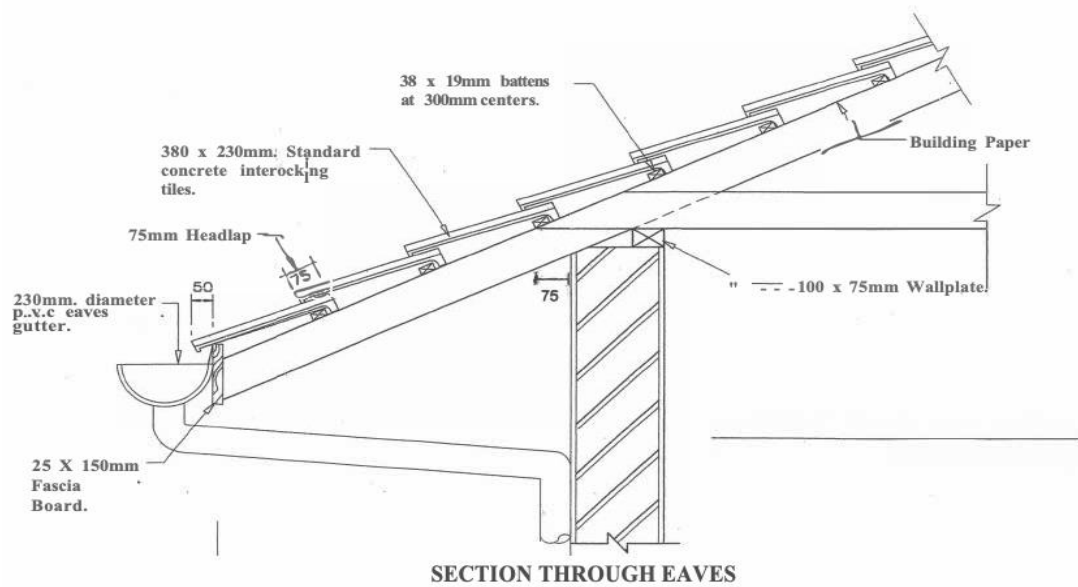 38 x 19mm battens
at 300mm centers.
Building Paper
380 x 230mm. Standard
concrete interocking
tiles.
75mm Headlap
75
50
230mm. diameter
p..v.c eaves
gutter.
75
" - - - -100 x 75mm Wallplate.
25 X 150mm
Fascia
Board.
SECTION THROUGH EAVES